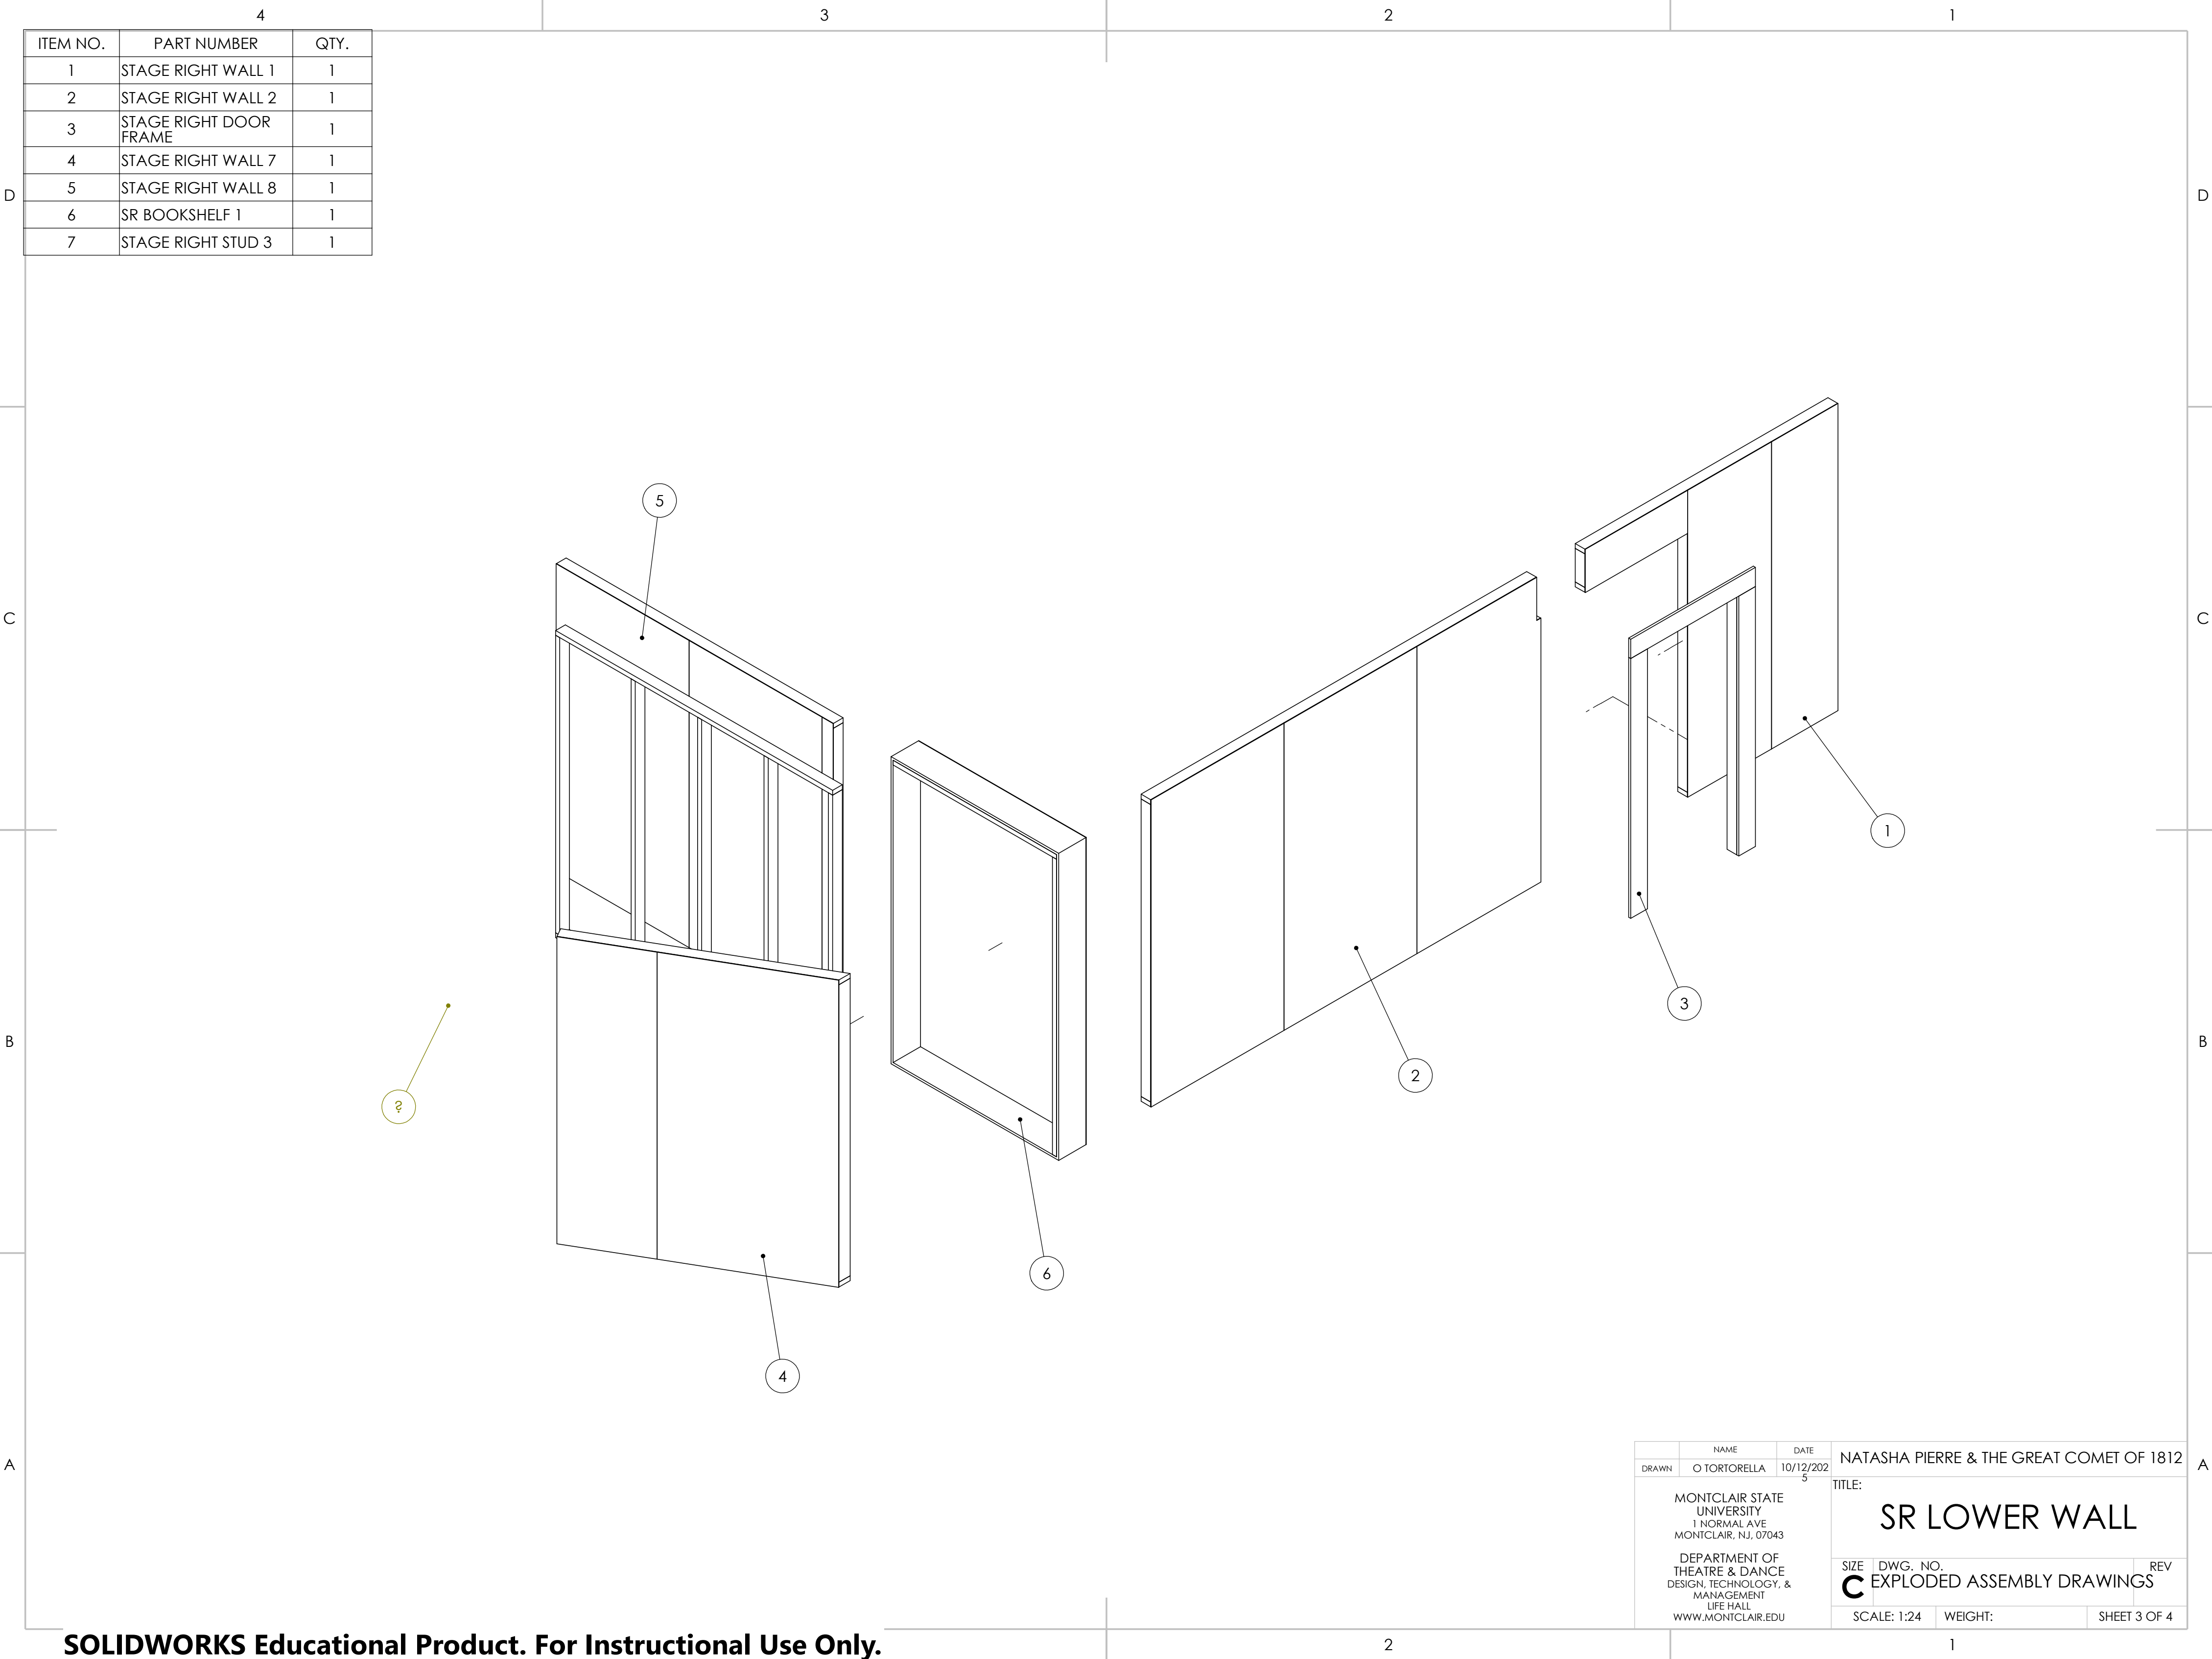 4 3 2 1
ITEM NO. PART NUMBER QTY.
1 STAGE RIGHT WALL 1 1
2 STAGE RIGHT WALL 2 1
3 STAGE RIGHT DOOR
FRAME 1
4 STAGE RIGHT WALL 7 1
5 STAGE RIGHT WALL 8 1
6 SR BOOKSHELF 1 1
7 STAGE RIGHT STUD 3 1
D D
5
C C
1
3
B B
2
?
6
4
A A
NAME DATE
DRAWN O TORTORELLA 10/12/202
5
NATASHA PIERRE & THE GREAT COMET OF 1812
TITLE:
SR LOWER WALL
MONTCLAIR STATE
UNIVERSITY
1 NORMAL AVE
MONTCLAIR, NJ, 07043
DEPARTMENT OF
THEATRE & DANCE
DESIGN, TECHNOLOGY, &
MANAGEMENT
LIFE HALL
WWW.MONTCLAIR.EDU
SIZE DWG. NO. REV
C EXPLODED ASSEMBLY DRAWINGS
SCALE: 1:24 WEIGHT: SHEET 3 OF 4
SOLIDWORKS Educational Product. For Instructional Use Only.
2 1